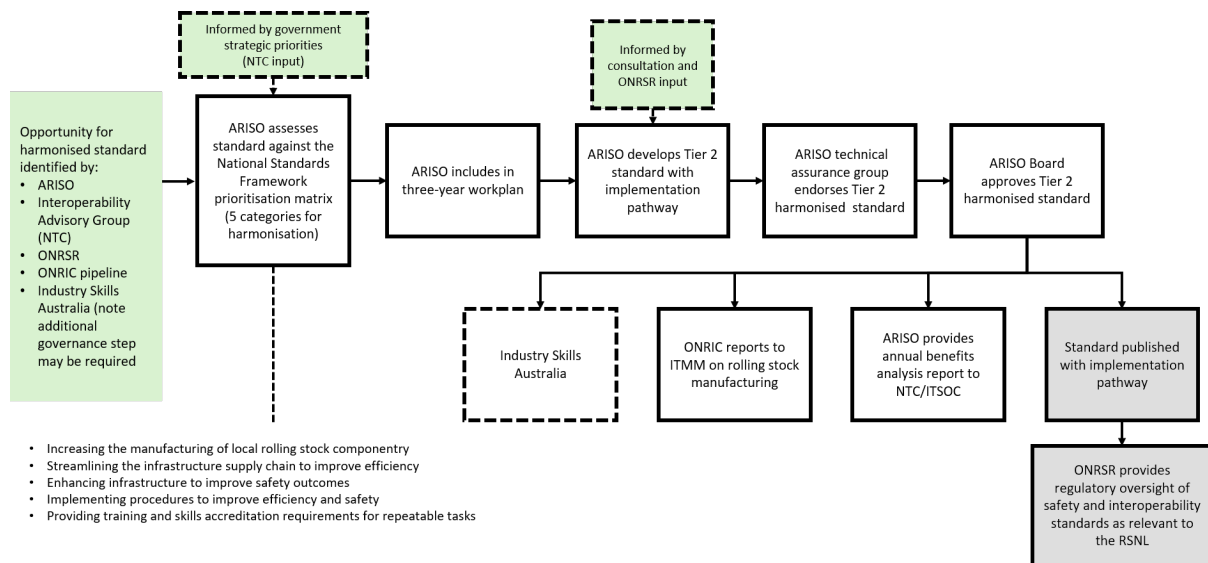 Informed by government
strategic priorities
(NTC input)
Informed by
consultation and
ONRSR input
Opportunity for
harmonised standard
identified by:
• ARISO
• Interoperability
Advisory Group
(NTC)
• ONRSR
• ONRIC pipeline
• Industry Skills
Australia (note
additional
governance step
may be required
ARISO assesses
standard against the
National Standards
Framework
prioritisation matrix
(5 categories for
harmonisation)
ARISO includes in
three-year workplan
ARISO develops Tier 2
standard with
implementation
pathway
ARISO technical
assurance group
endorses Tier 2
harmonised standard
ARISO Board
approves Tier 2
harmonised standard
Industry Skills
Australia
ONRIC reports to
ITMM on rolling stock
manufacturing
ARISO provides
annual benefits
analysis report to
NTC/ITSOC
Standard published
with implementation
pathway
• Increasing the manufacturing of local rolling stock componentry
• Streamlining the infrastructure supply chain to improve efficiency
• Enhancing infrastructure to improve safety outcomes
• Implementing procedures to improve efficiency and safety
• Providing training and skills accreditation requirements for repeatable tasks
ONRSR provides
regulatory oversight of
safety and interoperability
standards as relevant to
the RSNL